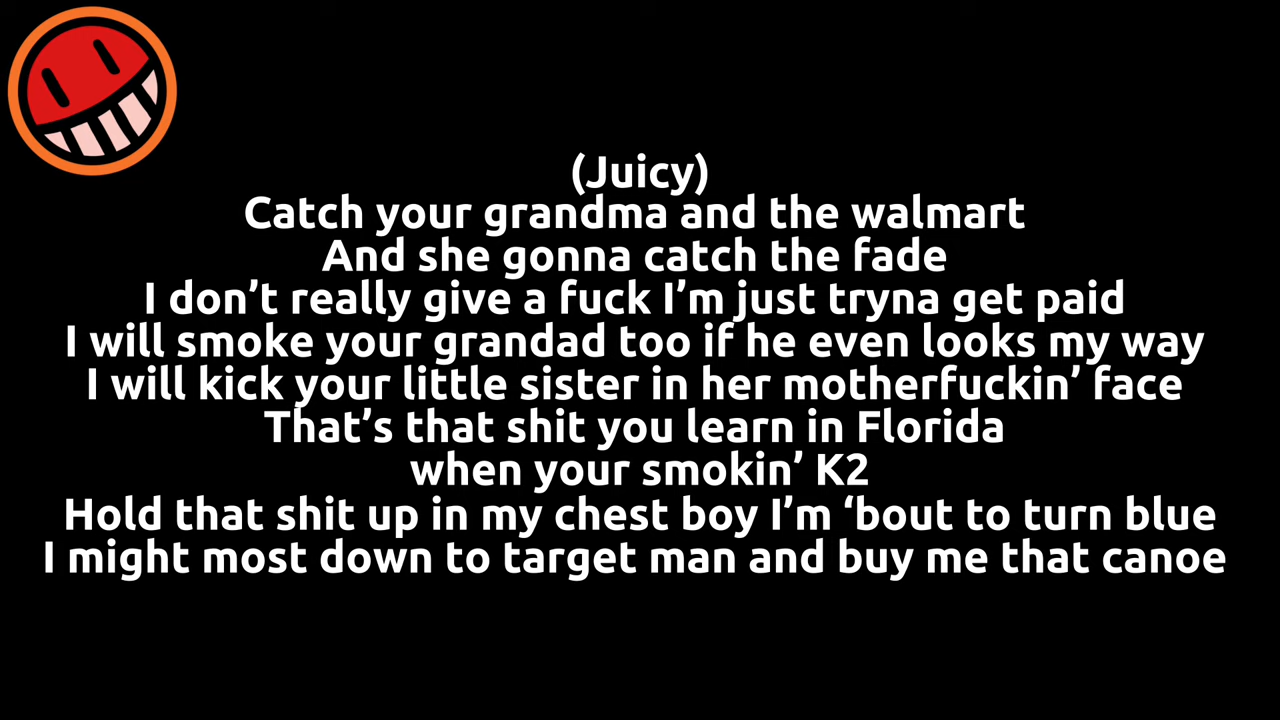 (Juicy)
Catch your grandma and the walmart
And she gonna catch the fade
I don’t really give a fuck I’m just tryna get paid
I will smoke your grandad too if he even looks my way
I will kick your little sister in her motherfuckin’ face
That’s that shit you learn in Florida
when your smokin’ K2
Hold that shit up in my chest boy I’m ‘bout to turn blue
I might most down to target man and buy me that canoe